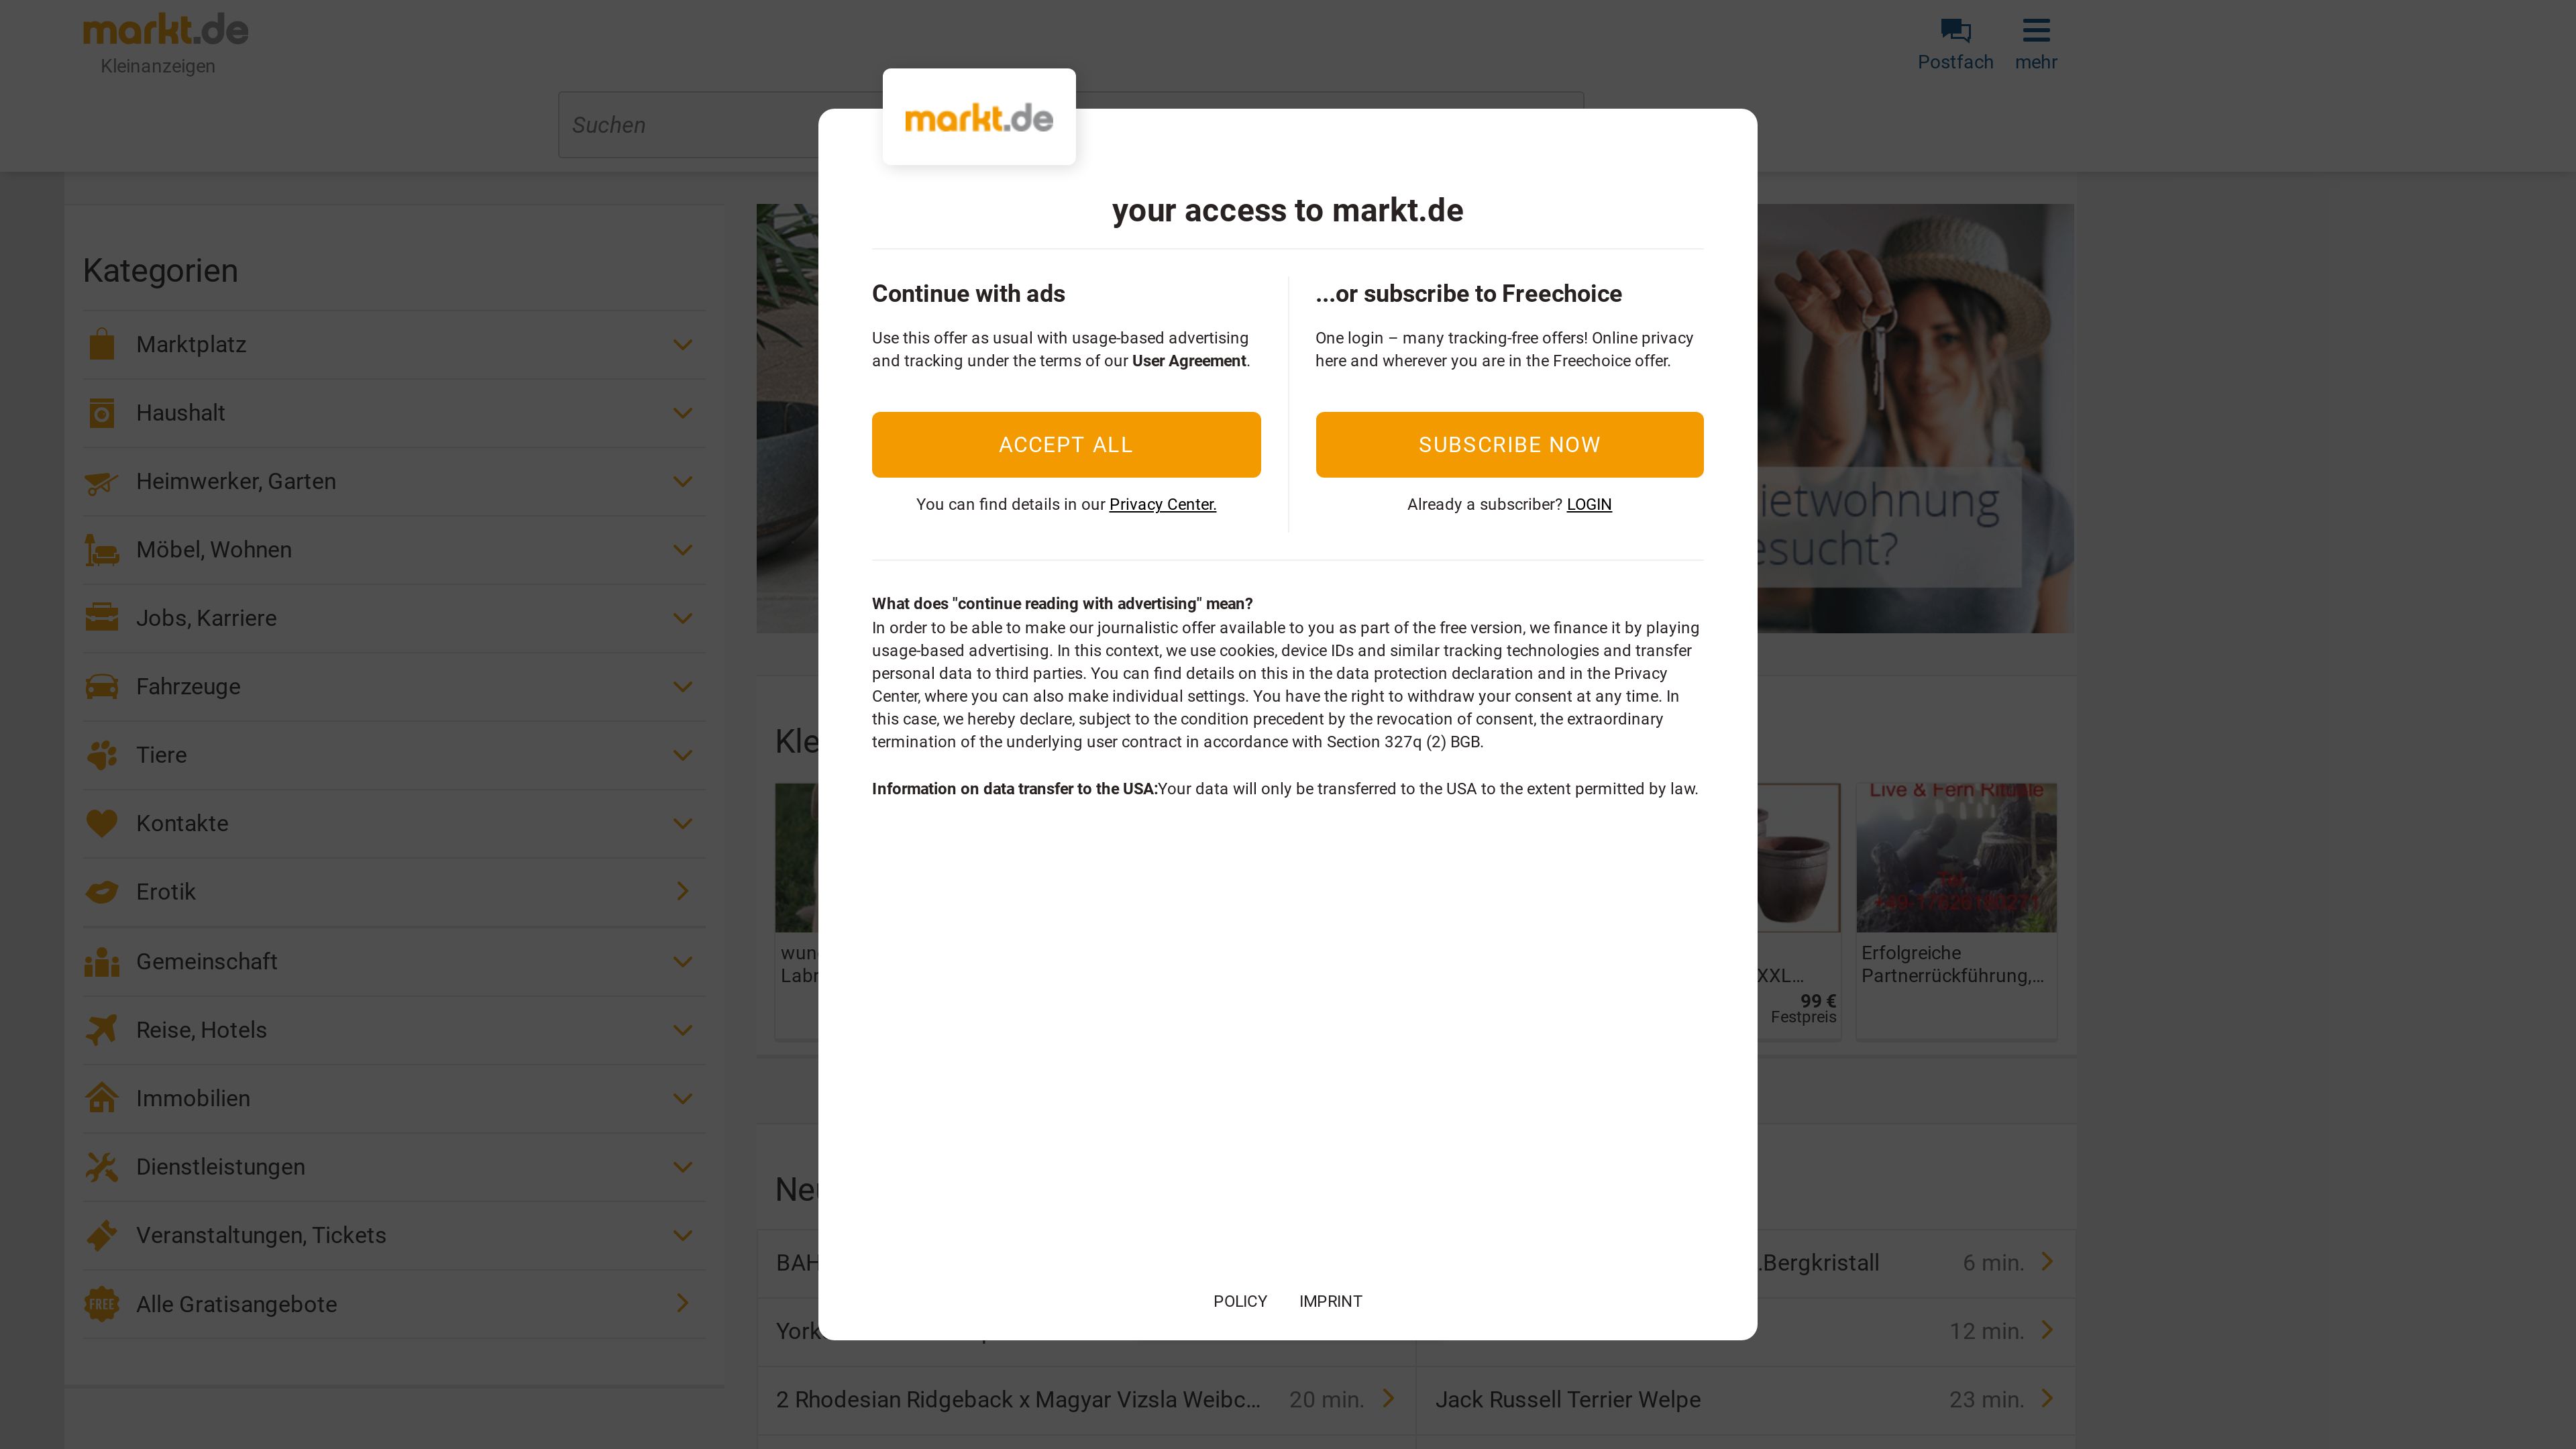 markt.de
Kleinanzeigen
Postfach
mehr
Suchen
markt.de
your access to markt.de
Continue with ads
Use this offer as usual with usage-based advertising
and tracking under the terms of our User Agreement.
ACCEPT ALL
You can find details in our Privacy Center.
...or subscribe to Freechoice
One login – many tracking-free offers! Online privacy
here and wherever you are in the Freechoice offer.
SUBSCRIBE NOW
Already a subscriber? LOGIN
What does "continue reading with advertising" mean?
In order to be able to make our journalistic offer available to you as part of the free version, we finance it by playing
usage-based advertising. In this context, we use cookies, device IDs and similar tracking technologies and transfer
personal data to third parties. You can find details on this in the data protection declaration and in the Privacy
Center, where you can also make individual settings. You have the right to withdraw your consent at any time. In
this case, we hereby declare, subject to the condition precedent by the revocation of consent, the extraordinary
termination of the underlying user contract in accordance with Section 327q (2) BGB.
Information on data transfer to the USA:Your data will only be transferred to the USA to the extent permitted by law.
POLICY
IMPRINT
Kategorien
Marktplatz
Haushalt
Heimwerker, Garten
Möbel, Wohnen
Jobs, Karriere
Fahrzeuge
Tiere
Kontakte
Erotik
Gemeinschaft
Reise, Hotels
Immobilien
Dienstleistungen
Veranstaltungen, Tickets
FREE Alle Gratisangebote
ietwohnung
esucht?
Kle
wun
Labr
XXL...
99 €
Festpreis
Live & Fern Rituale
Erfolgreiche
Partnerrückführung,...
Neu
BAH
.Bergkristall 6 min.
York
12 min.
2 Rhodesian Ridgeback x Magyar Vizsla Weibc... 20 min.
Jack Russell Terrier Welpe 23 min.